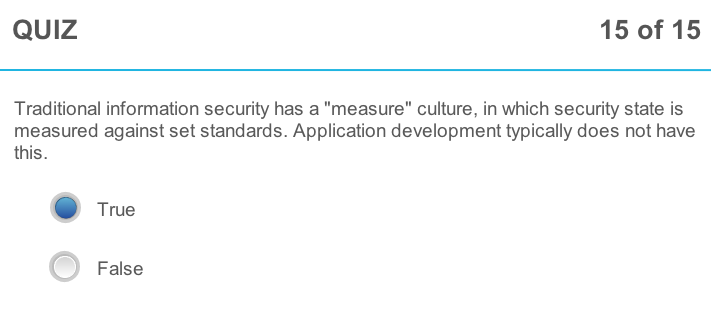 QUIZ 15 of 15
Traditional information security has a "measure" culture, in which security state is
measured against set standards. Application development typically does not have
this.
True
False